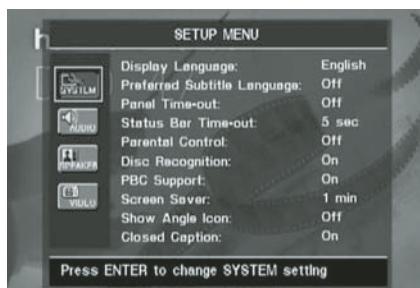 h
SETUP MENU
Display Language: English
Preferred Subtitle Language: Off
Panel Time-out: Off
Status Bar Time-out: 5 sec
Parental Control: Off
Disc Recognition: On
PBC Support: On
Screen Saver: 1 min
Show Angle Icon: Off
Closed Caption: On
SYSTEM
AUDIO
SPEAKER
VIDEO
Press ENTER to change SYSTEM setting